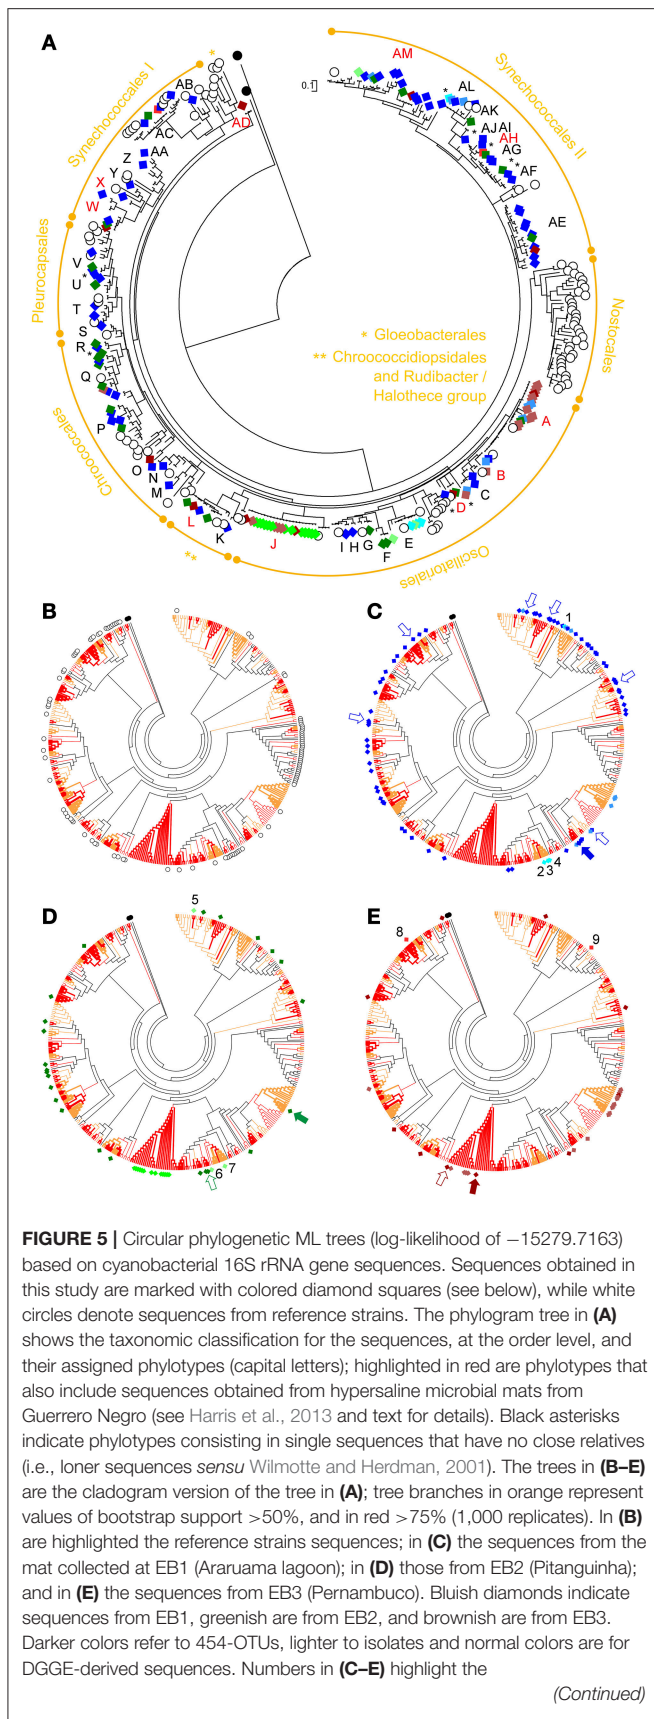 A
AM
Synechococcales II
0.1
AL
AK
AJ
AI
AH
AG
* *
AF
AE
Nostocales
A
B
C
D
* *
Oscillatoriales
E
F
G
H
I
J
K
**
L
M
N
O
P
Chroococcales
Q
R
*
S
T
U
*
V
Pleurocapsales
W
X
Y
Z
AA
Synechococcales I
AC
AB
*
AD
* Gloeobacterales
** Chroococcidiopsidales
and Rudibacter /
Halothece group
B
C
1
2 3 4
D
5
6 7
E
8
9
FIGURE 5 | Circular phylogenetic ML trees (log-likelihood of −15279.7163)
based on cyanobacterial 16S rRNA gene sequences. Sequences obtained in
this study are marked with colored diamond squares (see below), while white
circles denote sequences from reference strains. The phylogram tree in (A)
shows the taxonomic classification for the sequences, at the order level, and
their assigned phylotypes (capital letters); highlighted in red are phylotypes that
also include sequences obtained from hypersaline microbial mats from
Guerrero Negro (see Harris et al., 2013 and text for details). Black asterisks
indicate phylotypes consisting in single sequences that have no close relatives
(i.e., loner sequences sensu Wilmotte and Herdman, 2001). The trees in (B–E)
are the cladogram version of the tree in (A); tree branches in orange represent
values of bootstrap support >50%, and in red >75% (1,000 replicates). In (B)
are highlighted the reference strains sequences; in (C) the sequences from the
mat collected at EB1 (Araruama lagoon); in (D) those from EB2 (Pitanguinha);
and in (E) the sequences from EB3 (Pernambuco). Bluish diamonds indicate
sequences from EB1, greenish are from EB2, and brownish are from EB3.
Darker colors refer to 454-OTUs, lighter to isolates and normal colors are for
DGGE-derived sequences. Numbers in (C–E) highlight the
(Continued)